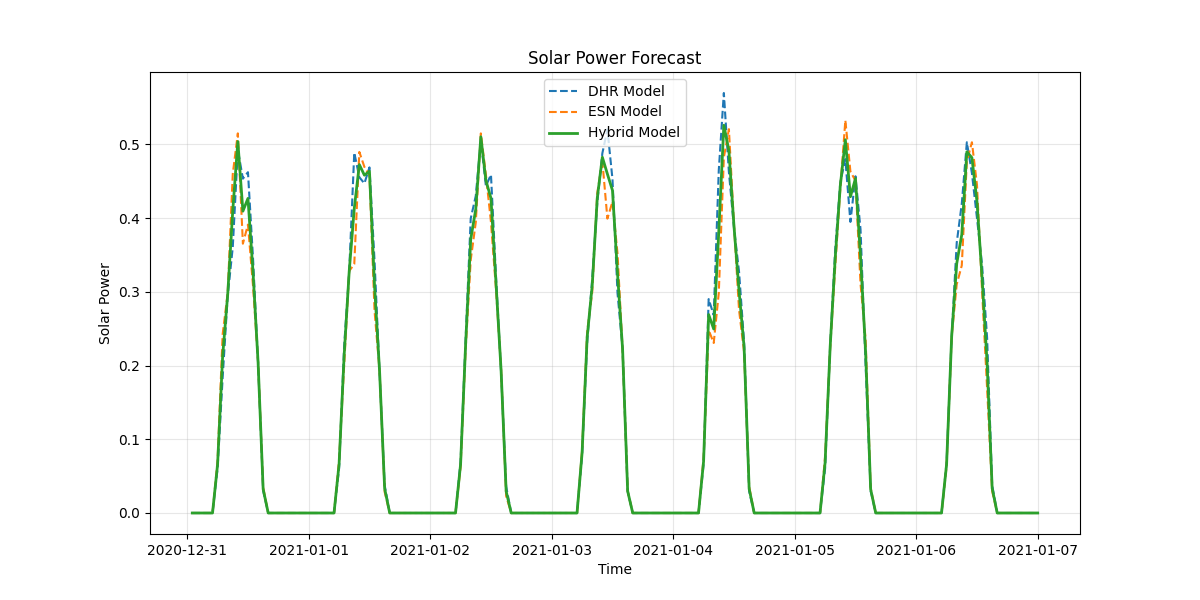 Solar Power Forecast
DHR Model
ESN Model
Hybrid Model
Solar Power
0.5
0.4
0.3
0.2
0.1
0.0
2020-12-31 2021-01-01 2021-01-02 2021-01-03 2021-01-04 2021-01-05 2021-01-06 2021-01-07
Time